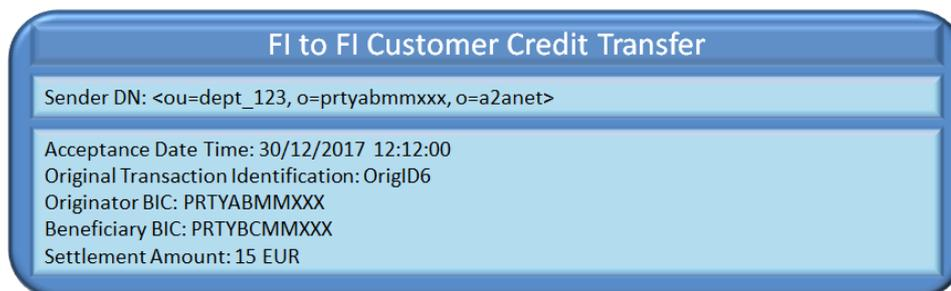 FI to FI Customer Credit Transfer
Sender DN: <ou=dept_123, o=prtyabmmxxx, o=a2anet>
Acceptance Date Time: 30/12/2017 12:12:00
Original Transaction Identification: OrigID6
Originator BIC: PRTYABMMXXX
Beneficiary BIC: PRTYBCMMXXX
Settlement Amount: 15 EUR